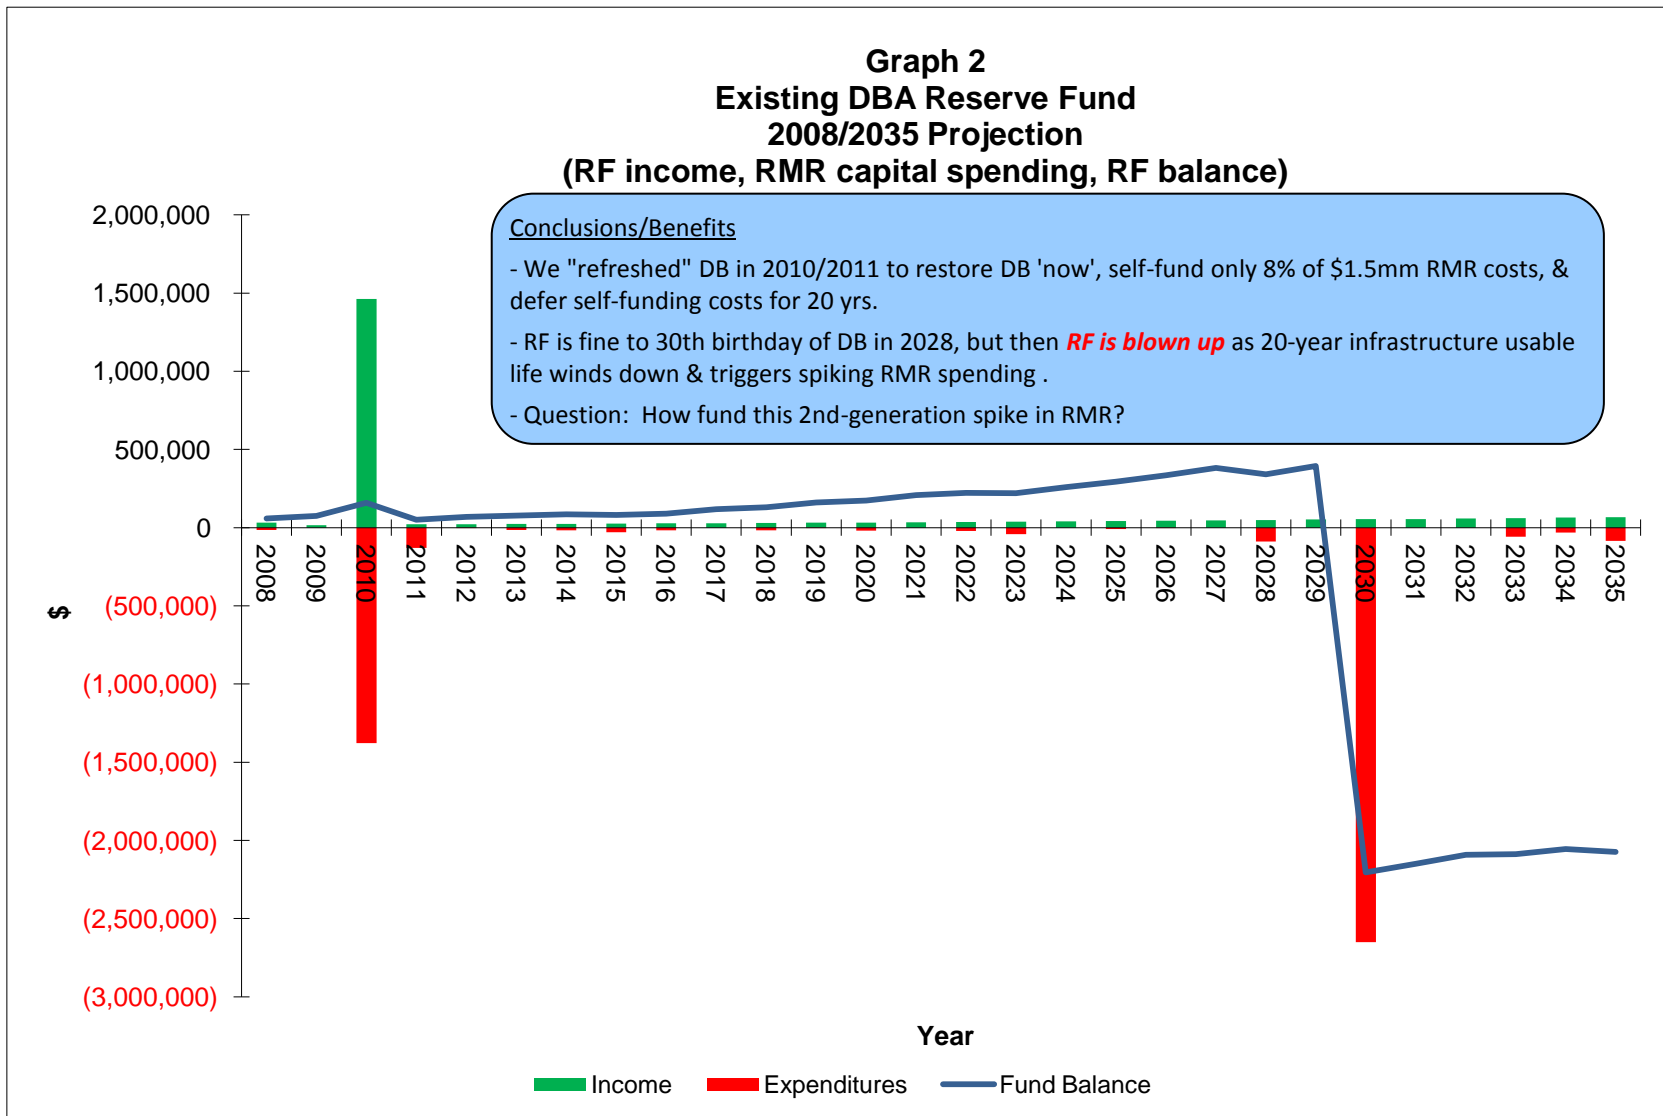 Graph 2
Existing DBA Reserve Fund
2008/2035 Projection
(RF income, RMR capital spending, RF balance)
Conclusions/Benefits
- We "refreshed" DB in 2010/2011 to restore DB 'now', self-fund only 8% of $1.5mm RMR costs, &
defer self-funding costs for 20 yrs.
- RF is fine to 30th birthday of DB in 2028, but then RF is blown up as 20-year infrastructure usable
life winds down & triggers spiking RMR spending .
- Question:  How fund this 2nd-generation spike in RMR?
2,000,000
1,500,000
1,000,000
500,000
0
(500,000)
(1,000,000)
(1,500,000)
(2,000,000)
(2,500,000)
(3,000,000)
$
2008 2009 2010 2011 2012 2013 2014 2015 2016 2017 2018 2019 2020 2021 2022 2023 2024 2025 2026 2027 2028 2029 2030 2031 2032 2033 2034 2035
Year
Income Expenditures Fund Balance